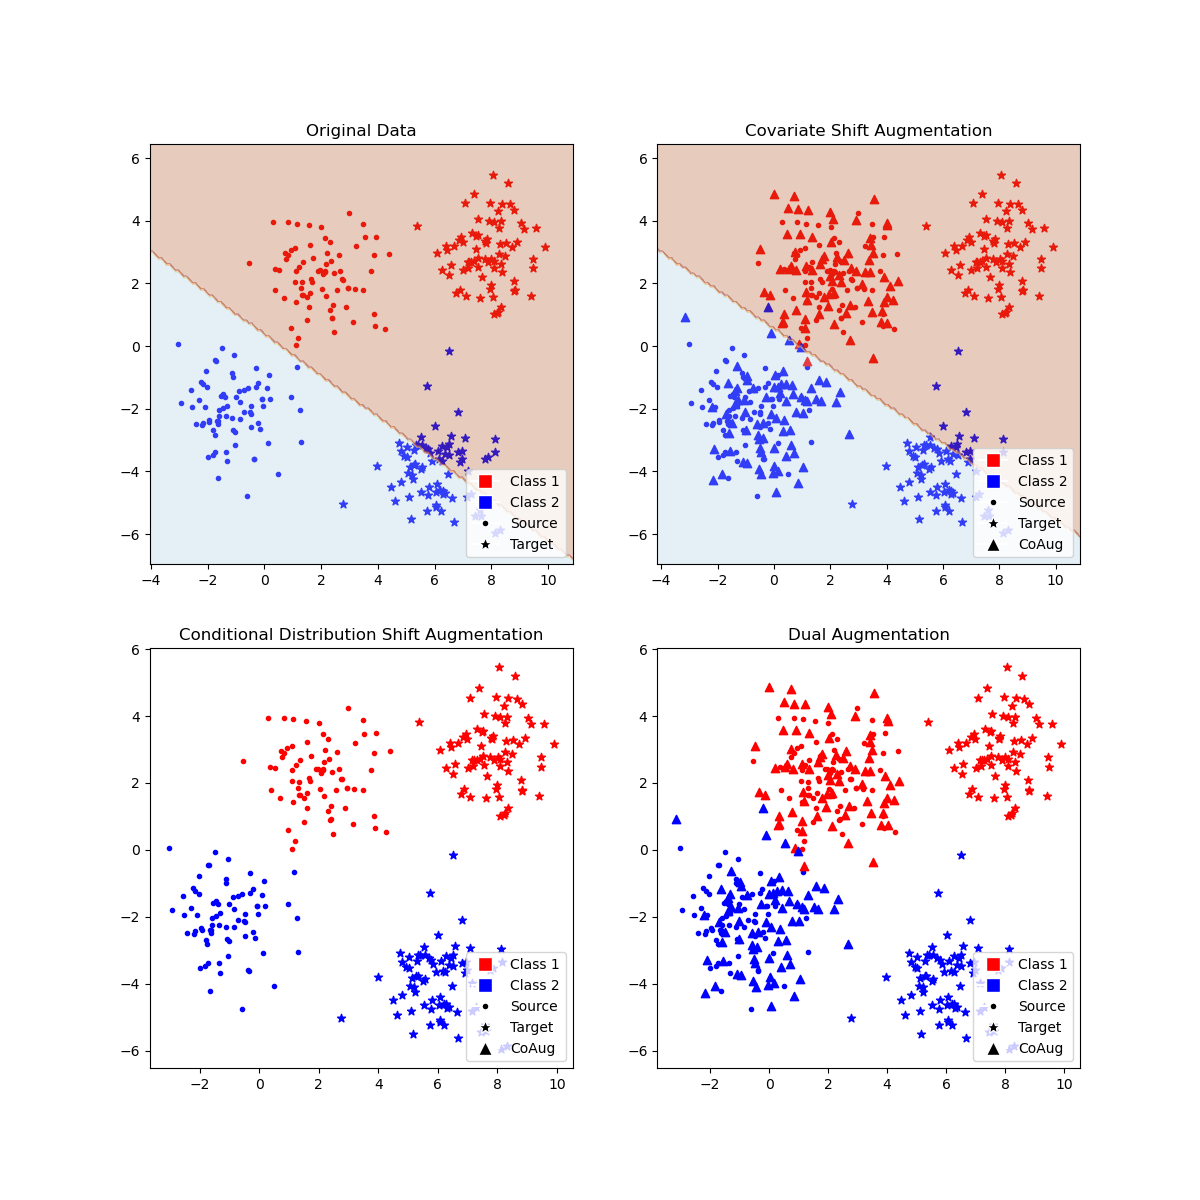 Original Data
6
4
2
0
−2
−4
−6
−4
−2
0
2
4
6
8
10
Class 1
Class 2
Source
Target
Covariate Shift Augmentation
6
4
2
0
−2
−4
−6
−4
−2
0
2
4
6
8
10
Class 1
Class 2
Source
Target
CoAug
Conditional Distribution Shift Augmentation
6
4
2
0
−2
−4
−6
−2
0
2
4
6
8
10
Class 1
Class 2
Source
Target
CoAug
Dual Augmentation
6
4
2
0
−2
−4
−6
−2
0
2
4
6
8
10
Class 1
Class 2
Source
Target
CoAug